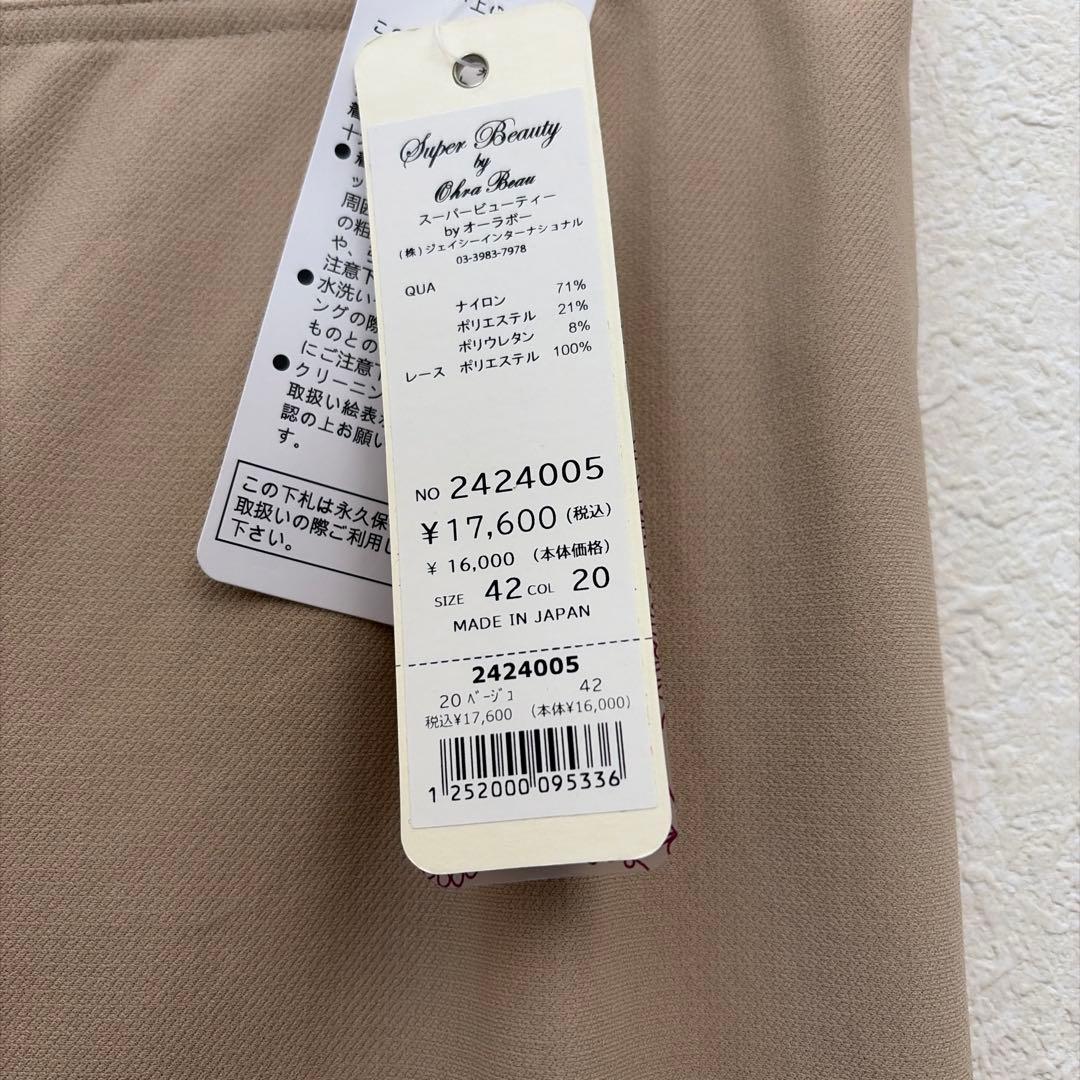 Super Beauty
by
Ohra Beau
スーパービューティー
by オーラボー
(株)ジェイシーインターナショナル
03-3983-7978
QUA
ナイロン 71%
ポリエステル 21%
ポリウレタン 8%
レース ポリエステル 100%
NO 2424005
¥17,600(税込)
¥ 16,000 (本体価格)
SIZE 42 COL 20
MADE IN JAPAN
2424005
20 ﾍﾞｰｼﾞｭ 42
税込¥17,600 (本体¥16,000)
1 252000 095336
こ
着
十
●着
ッ
周囲
の粗
や、
注意下
●水洗い
ングの際
ものとの
にご注意下
●クリーニン
取扱い絵表
認の上お願い
す。
この下札は永久保
取扱いの際ご利用し
下さい。